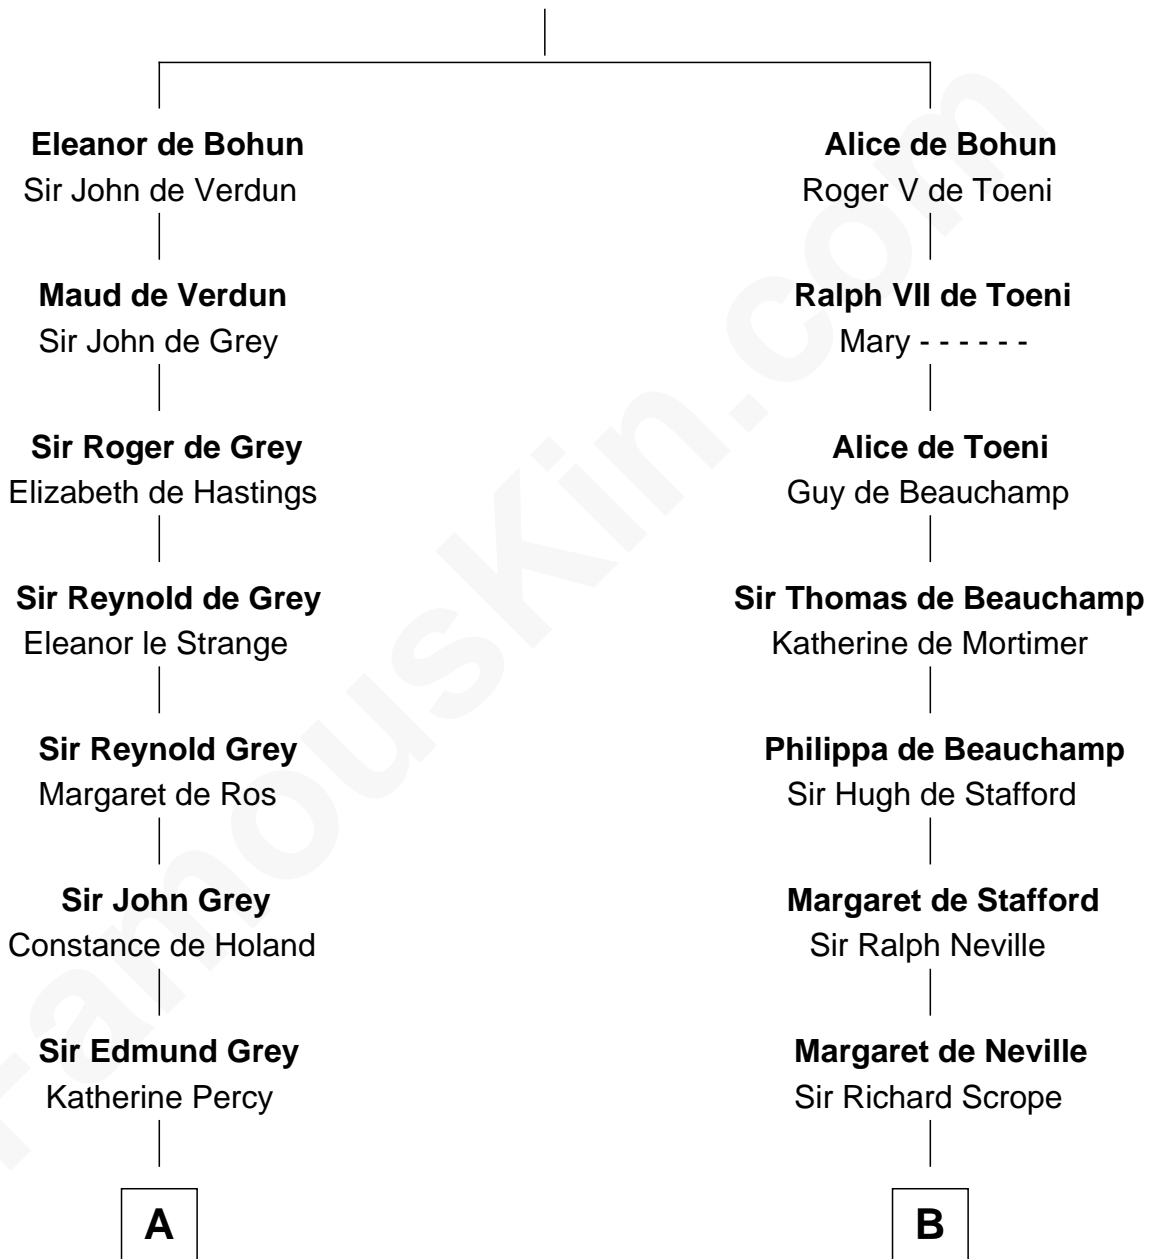 Eleanor de Bohun
Sir John de Verdun
Alice de Bohun
Roger V de Toeni
Maud de Verdun
Sir John de Grey
Ralph VII de Toeni
Mary - - - - - -
Sir Roger de Grey
Elizabeth de Hastings
Alice de Toeni
Guy de Beauchamp
Sir Reynold de Grey
Eleanor le Strange
Sir Thomas de Beauchamp
Katherine de Mortimer
Sir Reynold Grey
Margaret de Ros
Philippa de Beauchamp
Sir Hugh de Stafford
Sir John Grey
Constance de Holand
Margaret de Stafford
Sir Ralph Neville
Sir Edmund Grey
Katherine Percy
Margaret de Neville
Sir Richard Scrope
A
B
FamousKin.com